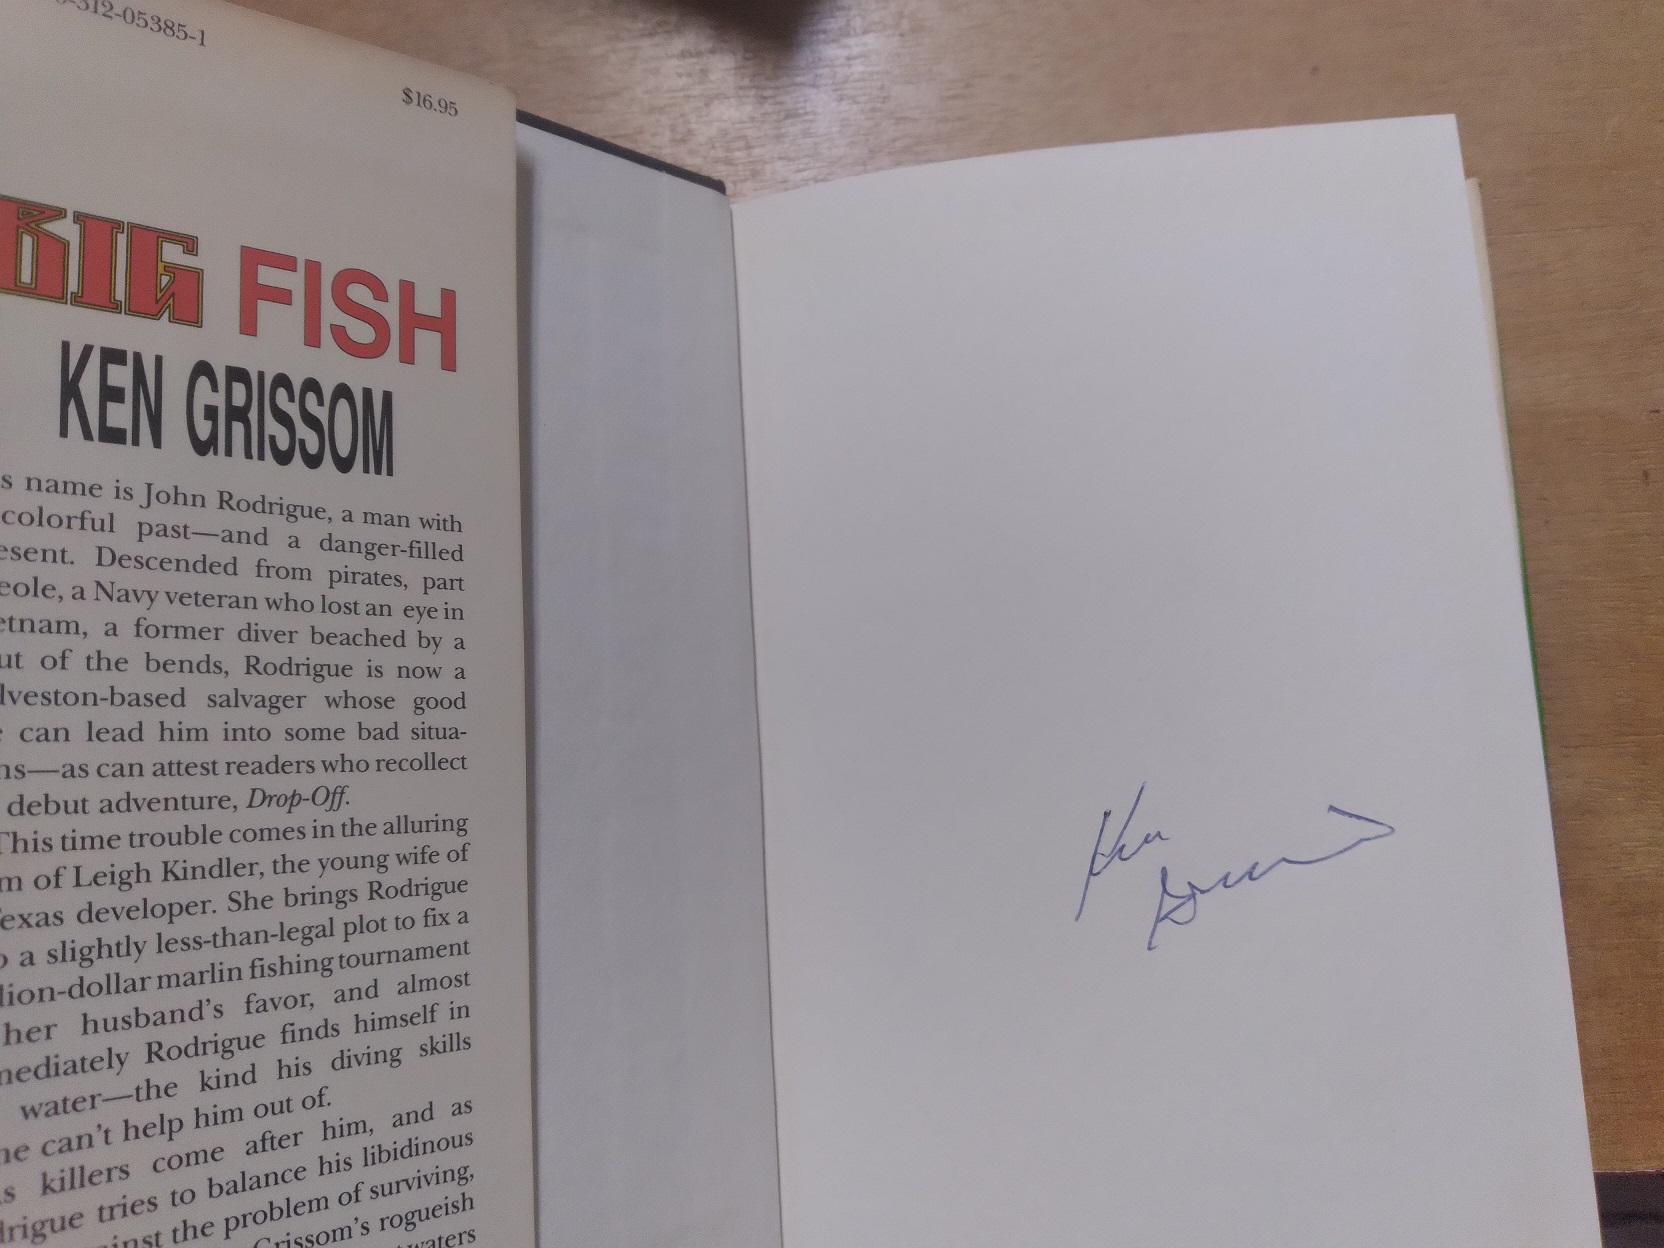 -312-05385-1
$16.95
BIG FISH
KEN GRISSOM
s name is John Rodrigue, a man with
colorful past—and a danger-filled
esent. Descended from pirates, part
eole, a Navy veteran who lost an eye in
etnam, a former diver beached by a
ut of the bends, Rodrigue is now a
lveston-based salvager whose good
can lead him into some bad situa-
ns—as can attest readers who recollect
debut adventure, Drop-Off.
This time trouble comes in the alluring
m of Leigh Kindler, the young wife of
exas developer. She brings Rodrigue
o a slightly less-than-legal plot to fix a
lion-dollar marlin fishing tournament
her husband's favor, and almost
mediately Rodrigue finds himself in
water—the kind his diving skills
ne can't help him out of.
s killers come after him, and as
drigue tries to balance his libidinous
inst the problem of surviving,
Grissom's rogueish
waters
Ken
Grissom